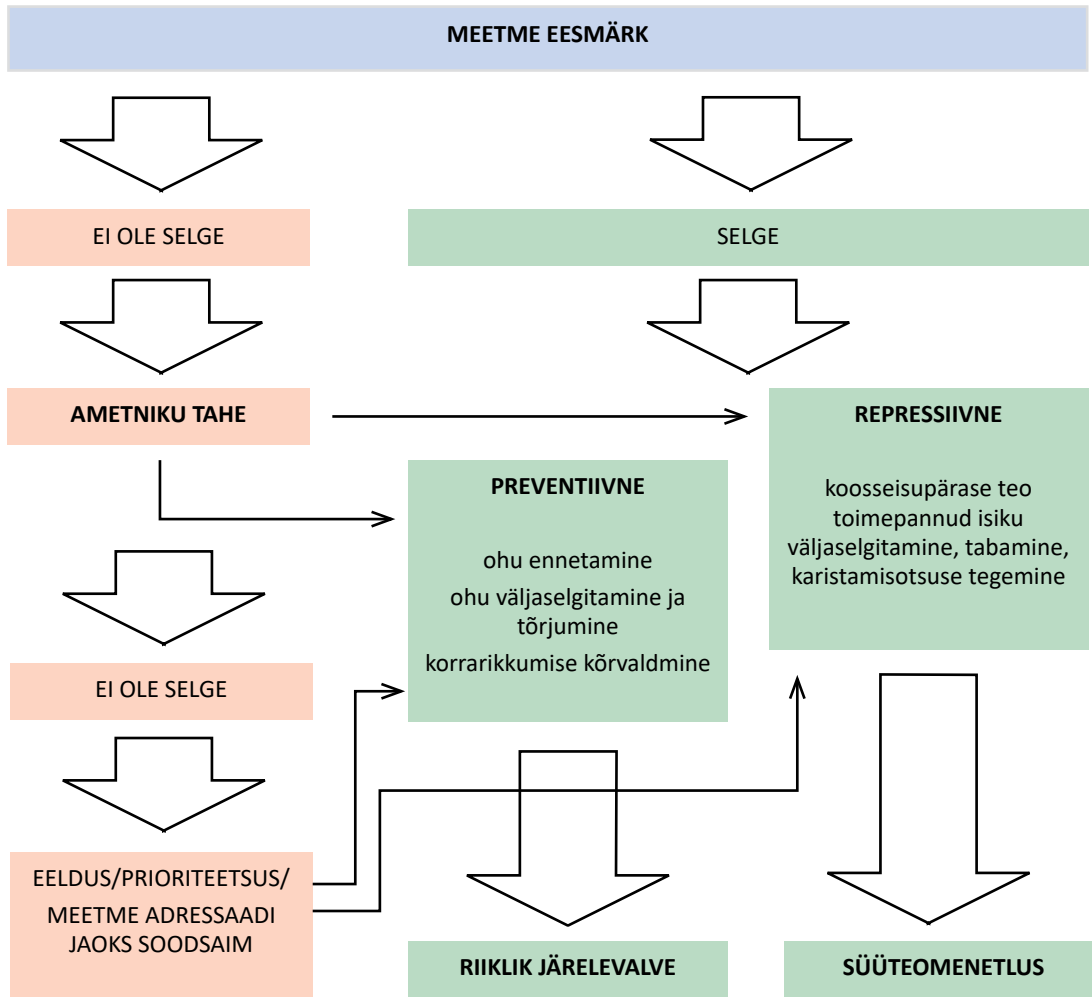 MEETME EESMÄRK
EI OLE SELGE
SELGE
AMETNIKU TAHE
REPRESSIIVNE
koosseisupärase teo
toimepannud isiku
väljaselgitamine, tabamine,
karistamisotsuse tegemine
PREVENTIIVNE
ohu ennetamine
ohu väljaselgitamine ja
tõrjumine
korrarikkumise kõrvaldmine
EI OLE SELGE
EELDUS/PRIORITEETSUS/
MEETME ADRESSAADI
JAOKS SOODSAIM
RIIKLIK JÄRELEVALVE
SÜÜTEOMENETLUS